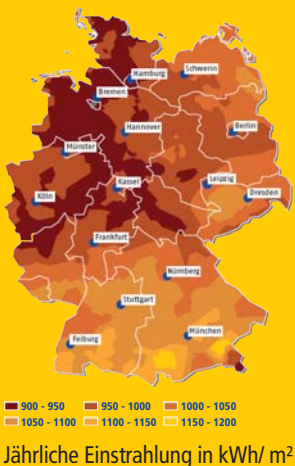 Schwerin
Hamburg
Bremen
Hannover
Berlin
Münster
Kassel
Leipzig
Köln
Dresden
Frankfurt
Nürnberg
Stuttgart
Feiburg
München
900 - 950 950 - 1000 1000 - 1050
1050 - 1100 1100 - 1150 1150 - 1200
Jährliche Einstrahlung in kWh/ m²